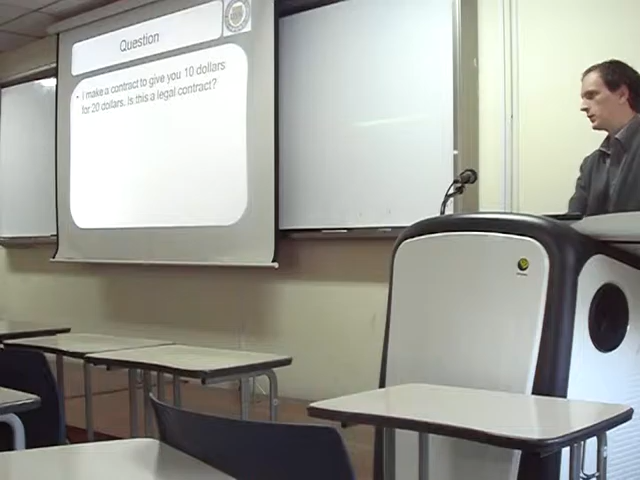 Question
• I make a contract to give you 10 dollars
for 20 dollars. Is this a legal contract?